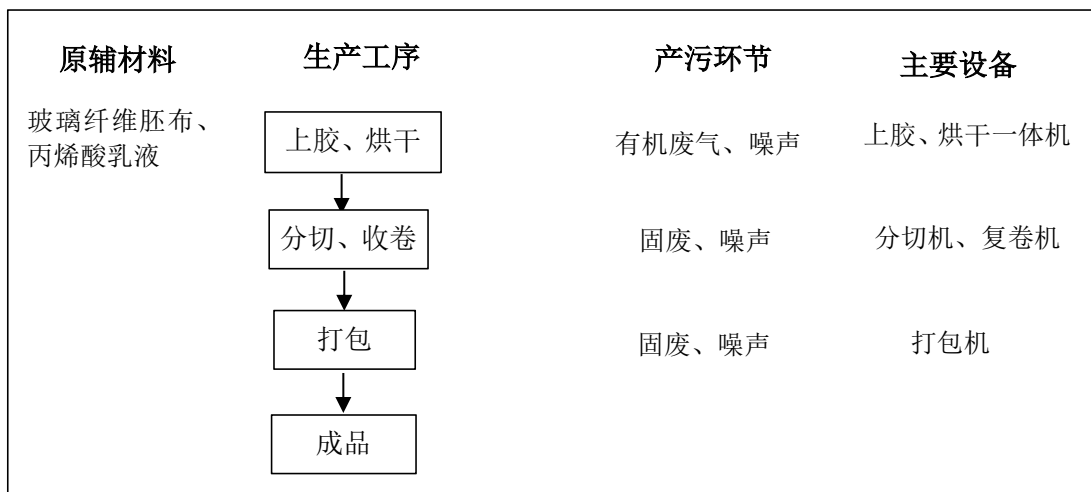 原辅材料 生产工序 产污环节 主要设备
玻璃纤维胚布、
丙烯酸乳液
上胶、烘干 有机废气、噪声 上胶、烘干一体机
分切、收卷 固废、噪声 分切机、复卷机
打包 固废、噪声 打包机
成品